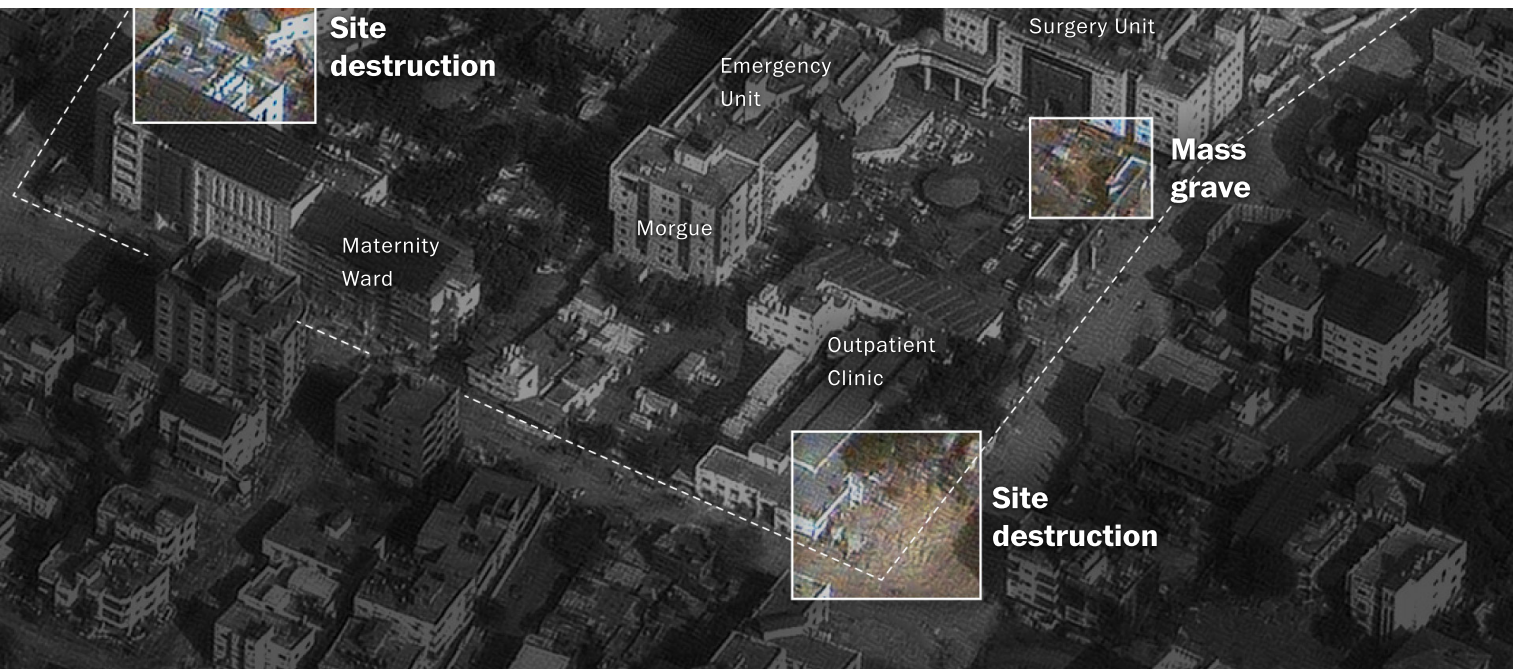 Site
destruction
Surgery Unit
Emergency
Unit
Mass
grave
Morgue
Maternity
Ward
Outpatient
Clinic
Site
destruction